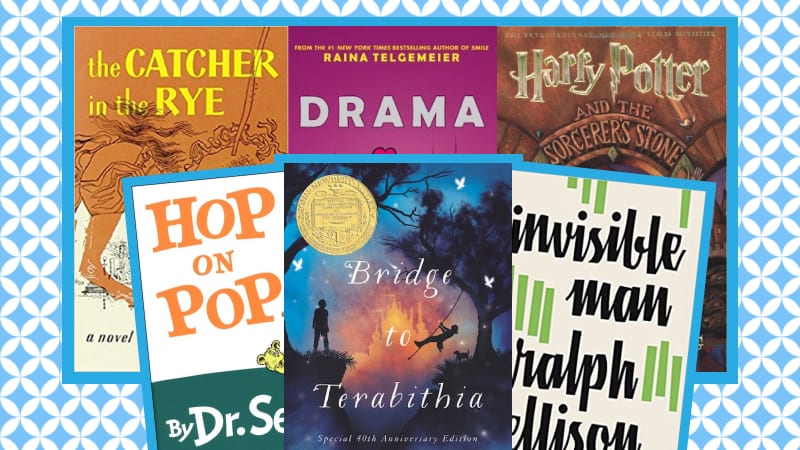 the CATCHER
in the RYE
a novel
FROM THE #1 NEW YORK TIMES BESTSELLING AUTHOR OF SMILE
RAINA TELGEMEIER
DRAMA
Harry Potter
AND THE
SORCERER'S STONE
HOP
ON
POP
By Dr. Se
Bridge
to
Terabithia
Special 40th Anniversary Edition
invisible
man
ralph
ellison